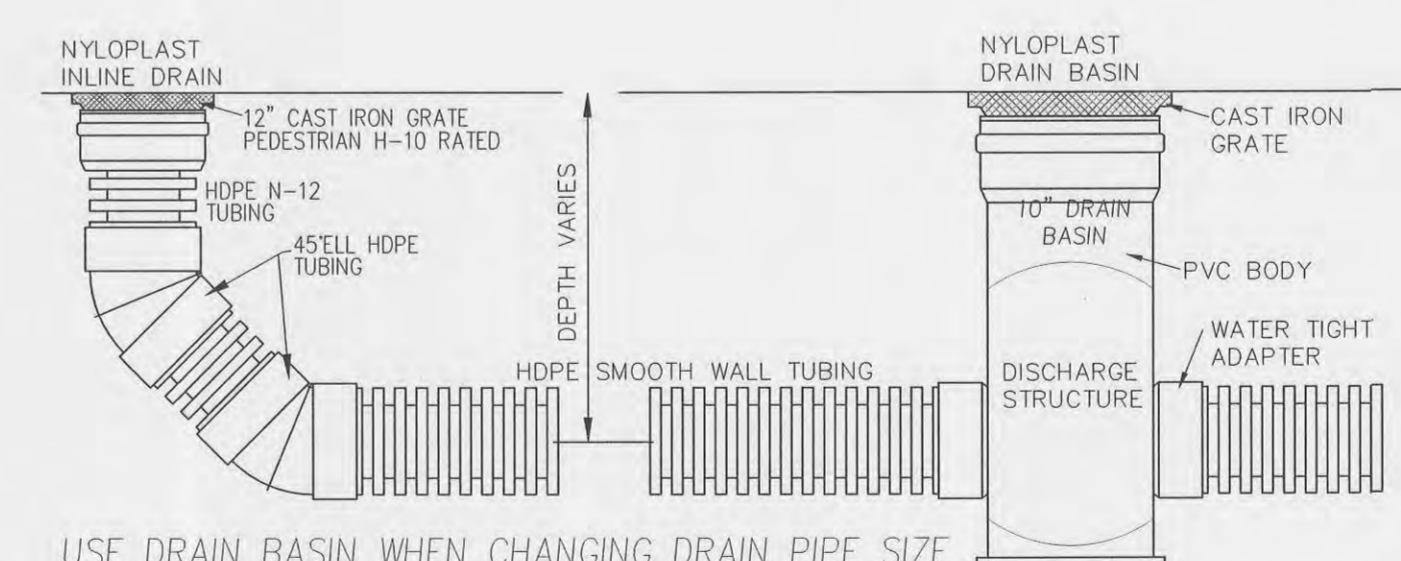 NYLOPLAST
INLINE DRAIN
12" CAST IRON GRATE
PEDESTRIAN H-10 RATED
HDPE N-12
TUBING
45°ELL HDPE
TUBING
DEPTH VARIES
HDPE SMOOTH WALL TUBING
NYLOPLAST
DRAIN BASIN
CAST IRON
GRATE
10" DRAIN
BASIN
PVC BODY
WATER TIGHT
ADAPTER
DISCHARGE
STRUCTURE
USE DRAIN BASIN WHEN CHANGING DRAIN PIPE SIZE